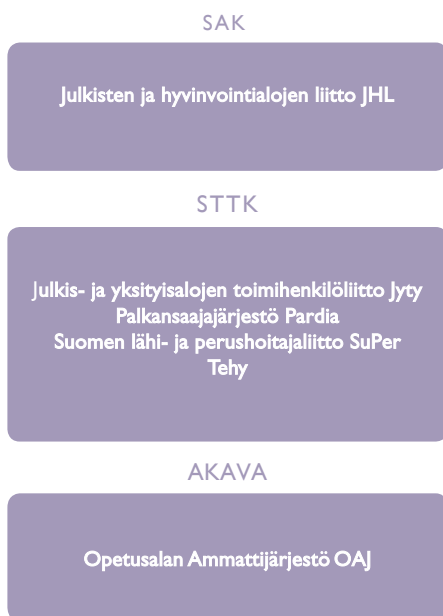 SAK
Julkisten ja hyvinvointialojen liitto JHL
STTK
Julkis- ja yksityisalojen toimihenkilöliitto Jyty
Palkansaajajärjestö Pardia
Suomen lähi- ja perushoitajaliitto SuPer
Tehy
AKAVA
Opetusalan Ammattijärjestö OAJ